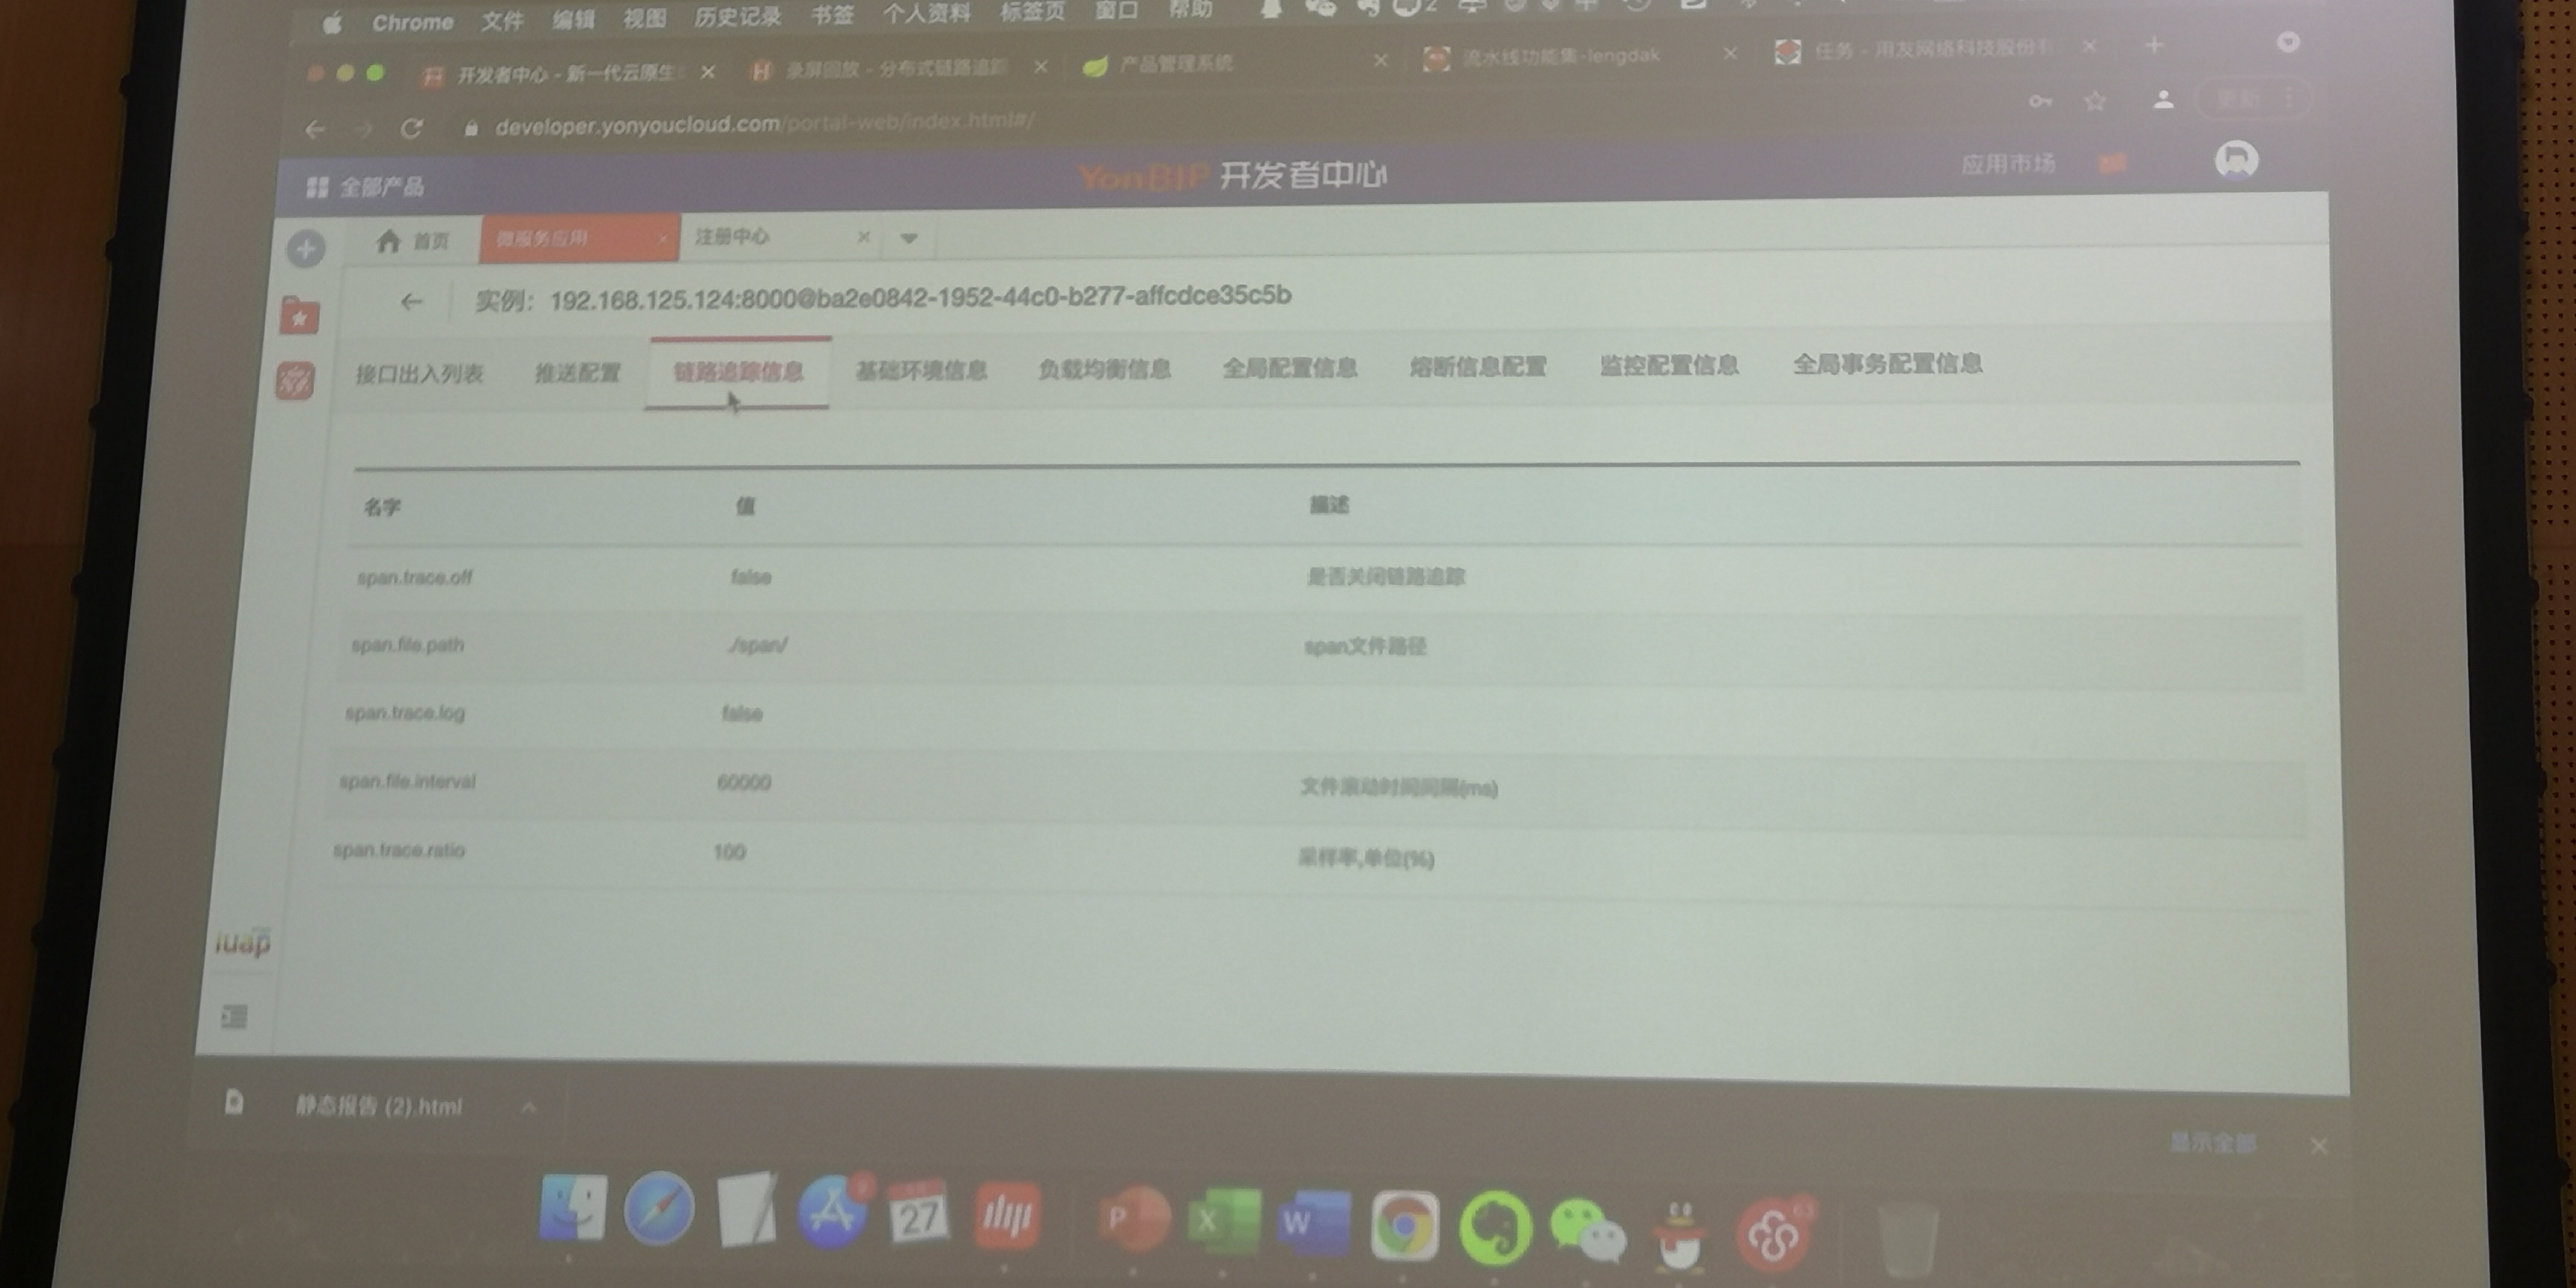 Chrome 文件 编辑 视图 历史记录 书签 个人资料 标签页 窗口 帮助 2
开发者中心 - 新一代云原生 录屏回放 - 分布式链路追踪 产品管理系统 流水线功能集-lengdak 任务 - 用友网络科技股份有
developer.yonyoucloud.com/portal-web/index.html#/ 更新
全部产品 YonBIP 开发者中心 应用市场
首页 微服务应用 注册中心
实例: 192.168.125.124:8000@ba2e0842-1952-44c0-b277-affcdce35c5b
接口出入列表 推送配置 链路追踪信息 基础环境信息 负载均衡信息 全局配置信息 熔断信息配置 监控配置信息 全局事务配置信息
名字 值 描述
span.trace.off false 是否关闭链路追踪
span.file.path ./span/ span文件路径
span.trace.log false
span.file.interval 60000 文件滚动时间间隔(ms)
span.trace.ratio 100 采样率,单位(%)
iuap
静态报告 (2).html
显示全部
27 P X W 63